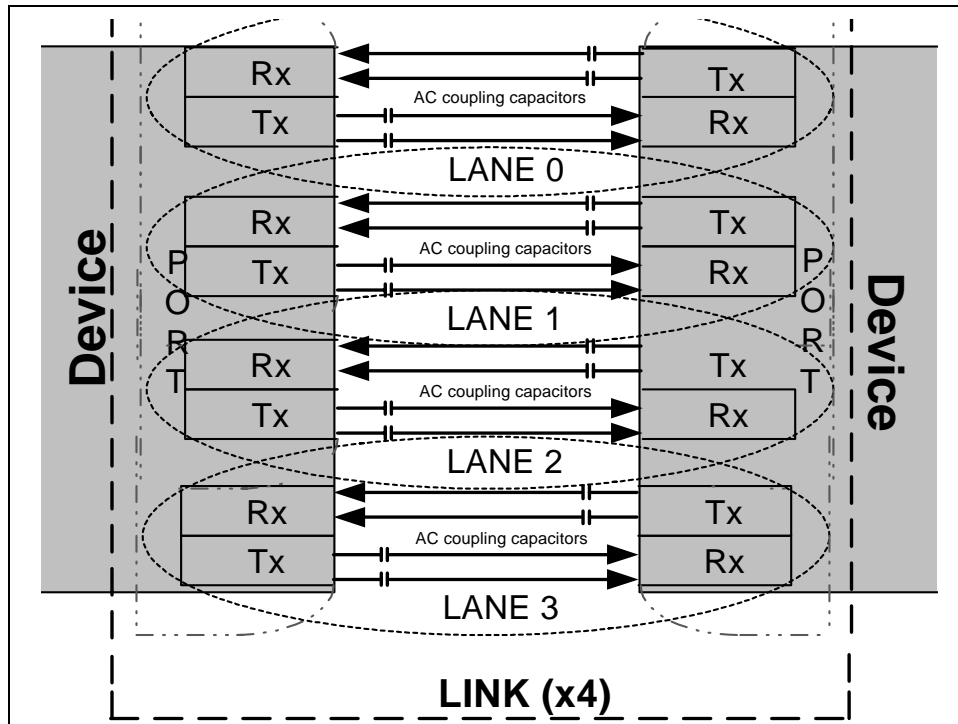 Rx
Tx
AC coupling capacitors
Tx
Rx
LANE 0
Rx
Tx
AC coupling capacitors
Tx
Rx
LANE 1
Rx
Tx
AC coupling capacitors
Tx
Rx
LANE 2
Rx
Tx
AC coupling capacitors
Tx
Rx
LANE 3
Device
PORT
PORT
Device
LINK (x4)